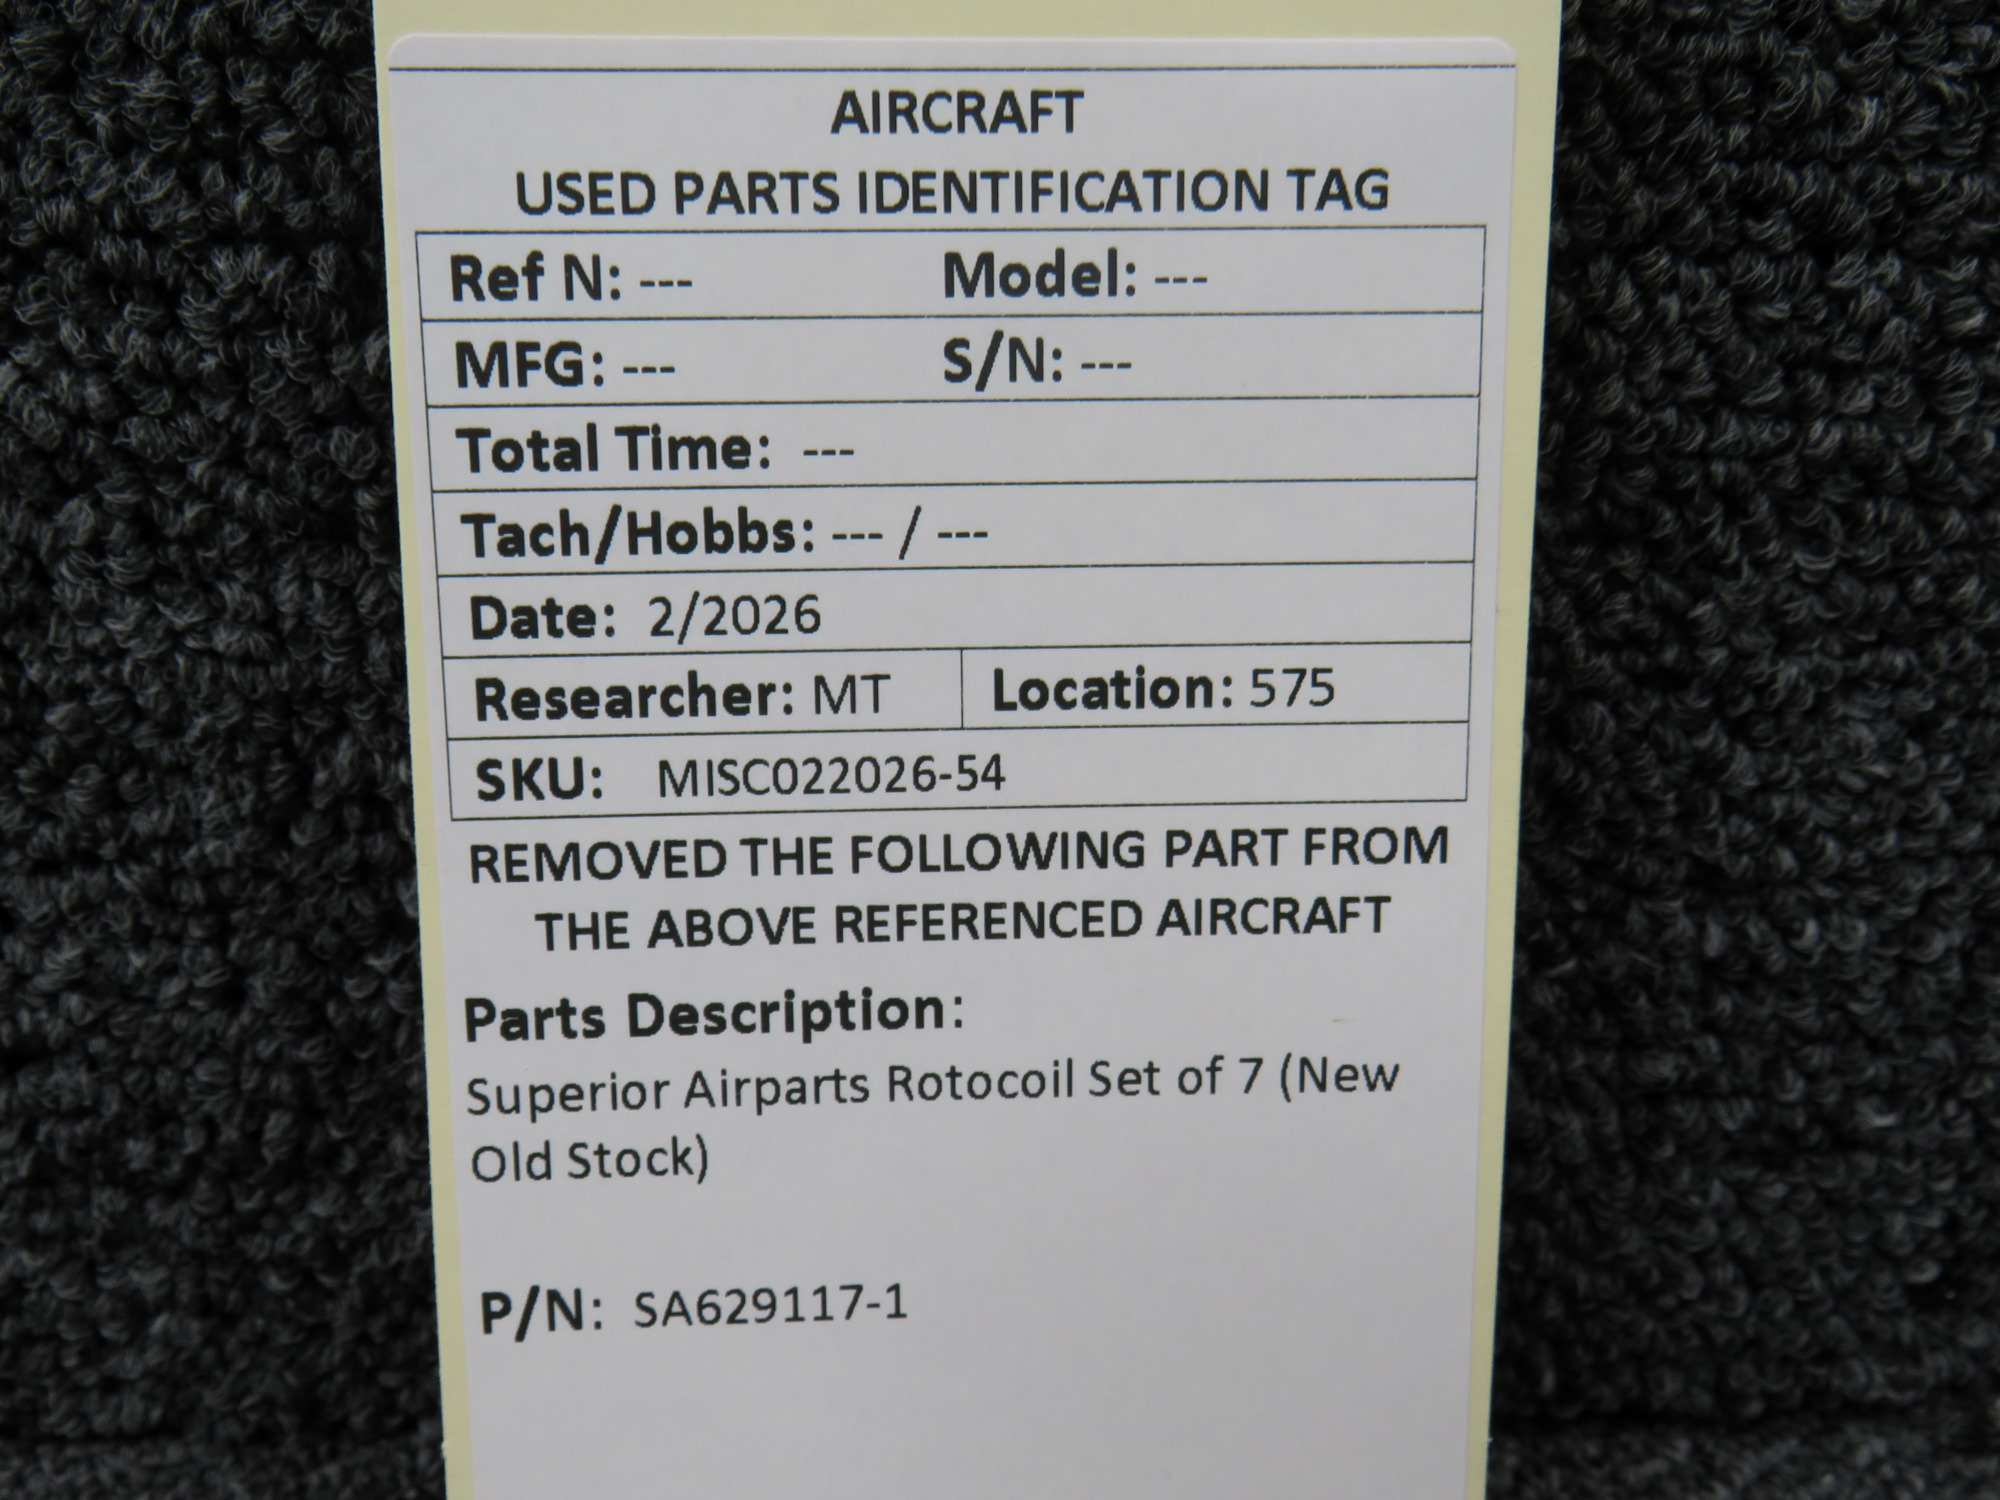 AIRCRAFT
USED PARTS IDENTIFICATION TAG
Ref N: --- Model: ---
MFG: --- S/N: ---
Total Time: ---
Tach/Hobbs: --- / ---
Date: 2/2026
Researcher: MT Location: 575
SKU: MISC022026-54
REMOVED THE FOLLOWING PART FROM
THE ABOVE REFERENCED AIRCRAFT
Parts Description:
Superior Airparts Rotocoil Set of 7 (New
Old Stock)
P/N: SA629117-1